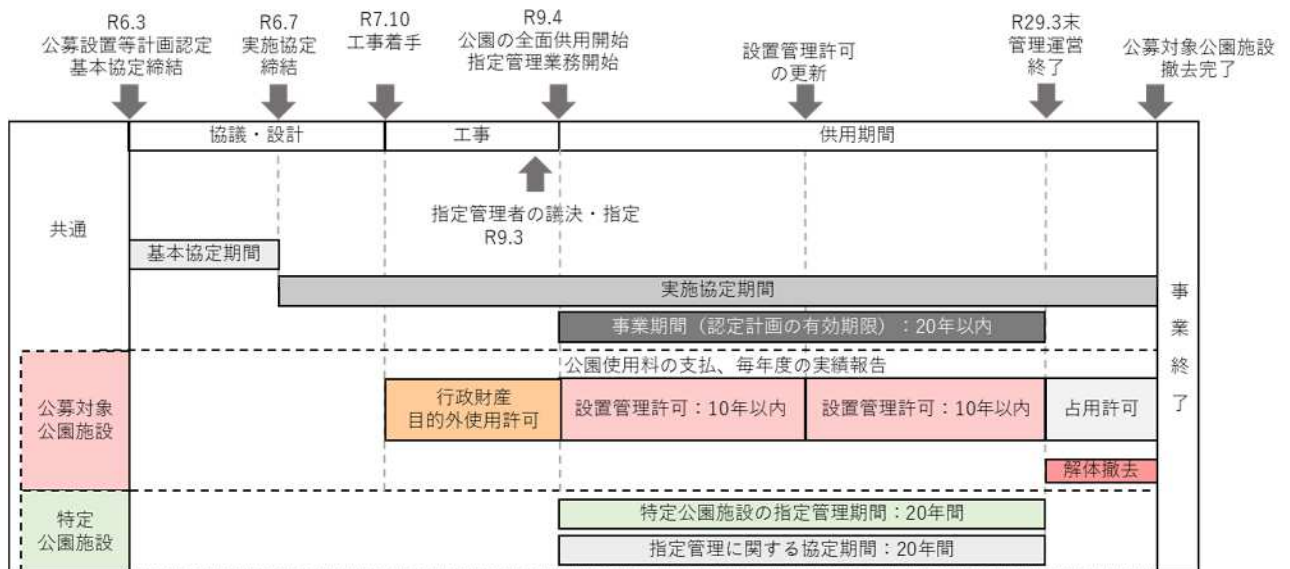 R6.3
公募設置等計画認定
基本協定締結
R6.7
実施協定
締結
R7.10
工事着手
R9.4
公園の全面供用開始
指定管理業務開始
設置管理許可
の更新
R29.3末
管理運営
終了
公募対象公園施設
撤去完了
協議・設計
工事
供用期間
指定管理者の議決・指定
R9.3
共通
基本協定期間
実施協定期間
事業期間（認定計画の有効期限）：20年以内
事業終了
公園使用料の支払、毎年度の実績報告
公募対象
公園施設
行政財産
目的外使用許可
設置管理許可：10年以内
設置管理許可：10年以内
占用許可
解体撤去
特定
公園施設
特定公園施設の指定管理期間：20年間
指定管理に関する協定期間：20年間